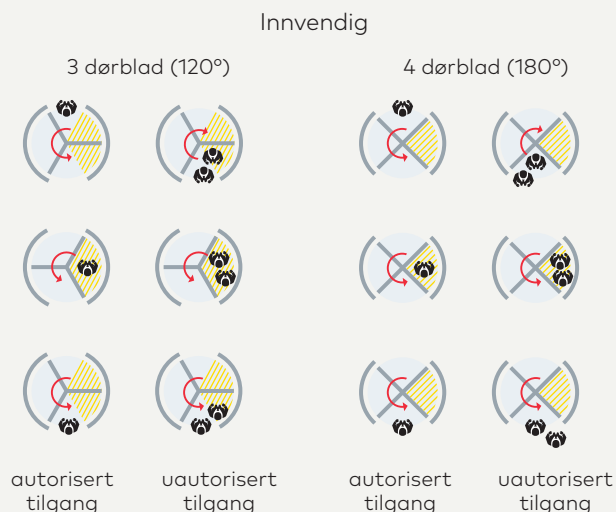 Innvendig
3 dørblad (120°)
4 dørblad (180°)
autorisert
tilgang
uautorisert
tilgang
autorisert
tilgang
uautorisert
tilgang